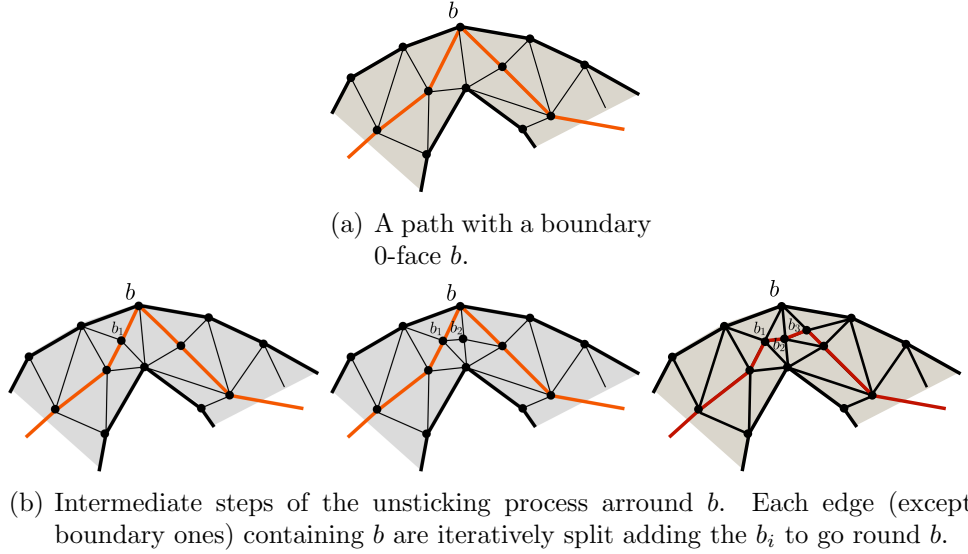 b
(a) A path with a boundary
0-face b.
b
b₁
b
b₁ b₂
b
b₁ b₃
b₂
(b) Intermediate steps of the unsticking process arround b. Each edge (except
boundary ones) containing b are iteratively split adding the bᵢ to go round b.